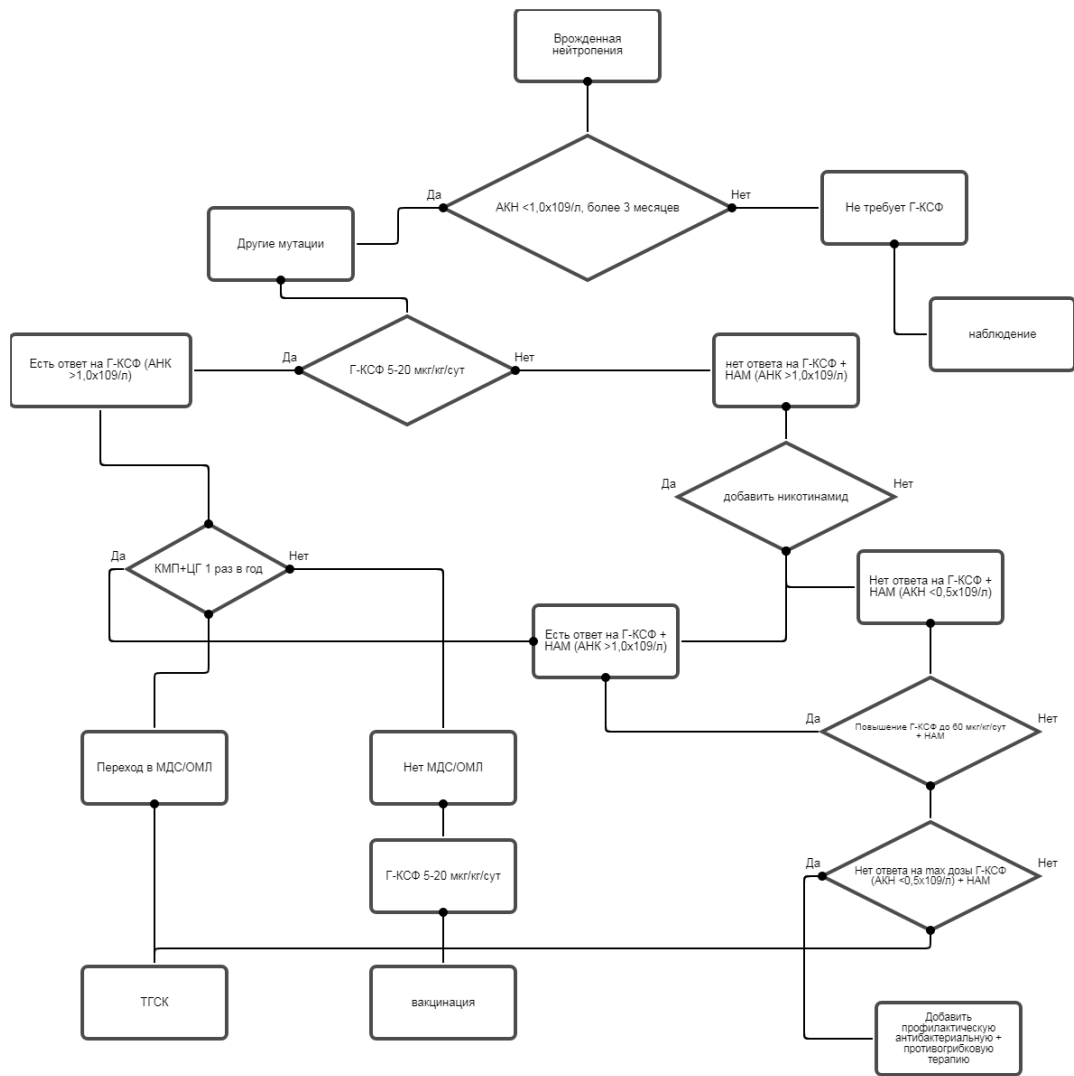 Врожденная
нейтропения
Да
АКН <1,0х109/л, более 3 месяцев
Нет
Не требует Г-КСФ
Другие мутации
наблюдение
Есть ответ на Г-КСФ (АНК
>1,0х109/л)
Да
Г-КСФ 5-20 мкг/кг/сут
Нет
нет ответа на Г-КСФ +
НАМ (АНК >1,0х109/л)
Да
добавить никотинамид
Нет
Да
КМП+ЦГ 1 раз в год
Нет
Нет ответа на Г-КСФ +
НАМ (АКН <0,5х109/л)
Есть ответ на Г-КСФ +
НАМ (АНК >1,0х109/л)
Да
Повышение Г-КСФ до 60 мкг/кг/сут
+ НАМ
Нет
Переход в МДС/ОМЛ
Нет МДС/ОМЛ
Г-КСФ 5-20 мкг/кг/сут
Да
Нет ответа на max дозы Г-КСФ
(АКН <0,5х109/л) + НАМ
Нет
ТГСК
вакцинация
Добавить
профилактическую
антибактериальную +
противогрибковую
терапию